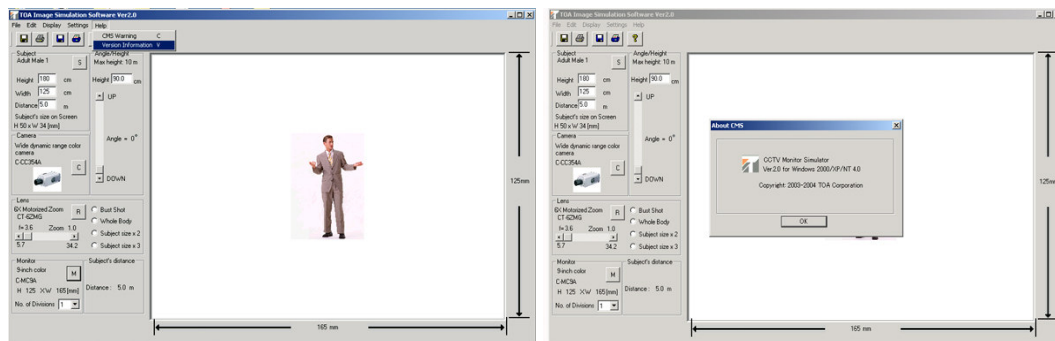 TOA Image Simulation Software Ver2.0
File Edit Display Settings Help
CMS Warning C
Version Information V
Subject
Adult Male 1
S
Height 180 cm
Width 125 cm
Distance 5.0 m
Subject's size on Screen
H 50 x W 34 [mm]
Angle/Height
Max height: 10 m
Height 90.0 cm
UP
Angle = 0°
DOWN
Camera
Wide dynamic range color
camera
C-CC354A
C
Lens
6X Motorized Zoom
CT-6ZMG
R
f=3.6 Zoom 1.0
5.7 34.2
Bust Shot
Whole Body
Subject size x 2
Subject size x 3
Monitor
9-inch color
M
C-MC9A
H 125 XW 165[mm]
No. of Divisions 1
Subject's distance
Distance : 5.0 m
125mm
165 mm
TOA Image Simulation Software Ver2.0
File Edit Display Settings Help
Subject
Adult Male 1
S
Height 180 cm
Width 125 cm
Distance 5.0 m
Subject's size on Screen
H 50 x W 34 [mm]
Angle/Height
Max height: 10 m
Height 90.0 cm
UP
Angle = 0°
DOWN
Camera
Wide dynamic range color
camera
C-CC354A
C
Lens
6X Motorized Zoom
CT-6ZMG
R
f=3.6 Zoom 1.0
5.7 34.2
Bust Shot
Whole Body
Subject size x 2
Subject size x 3
Monitor
9-inch color
M
C-MC9A
H 125 XW 165[mm]
No. of Divisions 1
Subject's distance
Distance : 5.0 m
About CMS
CCTV Monitor Simulator
Ver.2.0 for Windows 2000/XP/NT 4.0
Copyright: 2003-2004 TOA Corporation
OK
125mm
165 mm